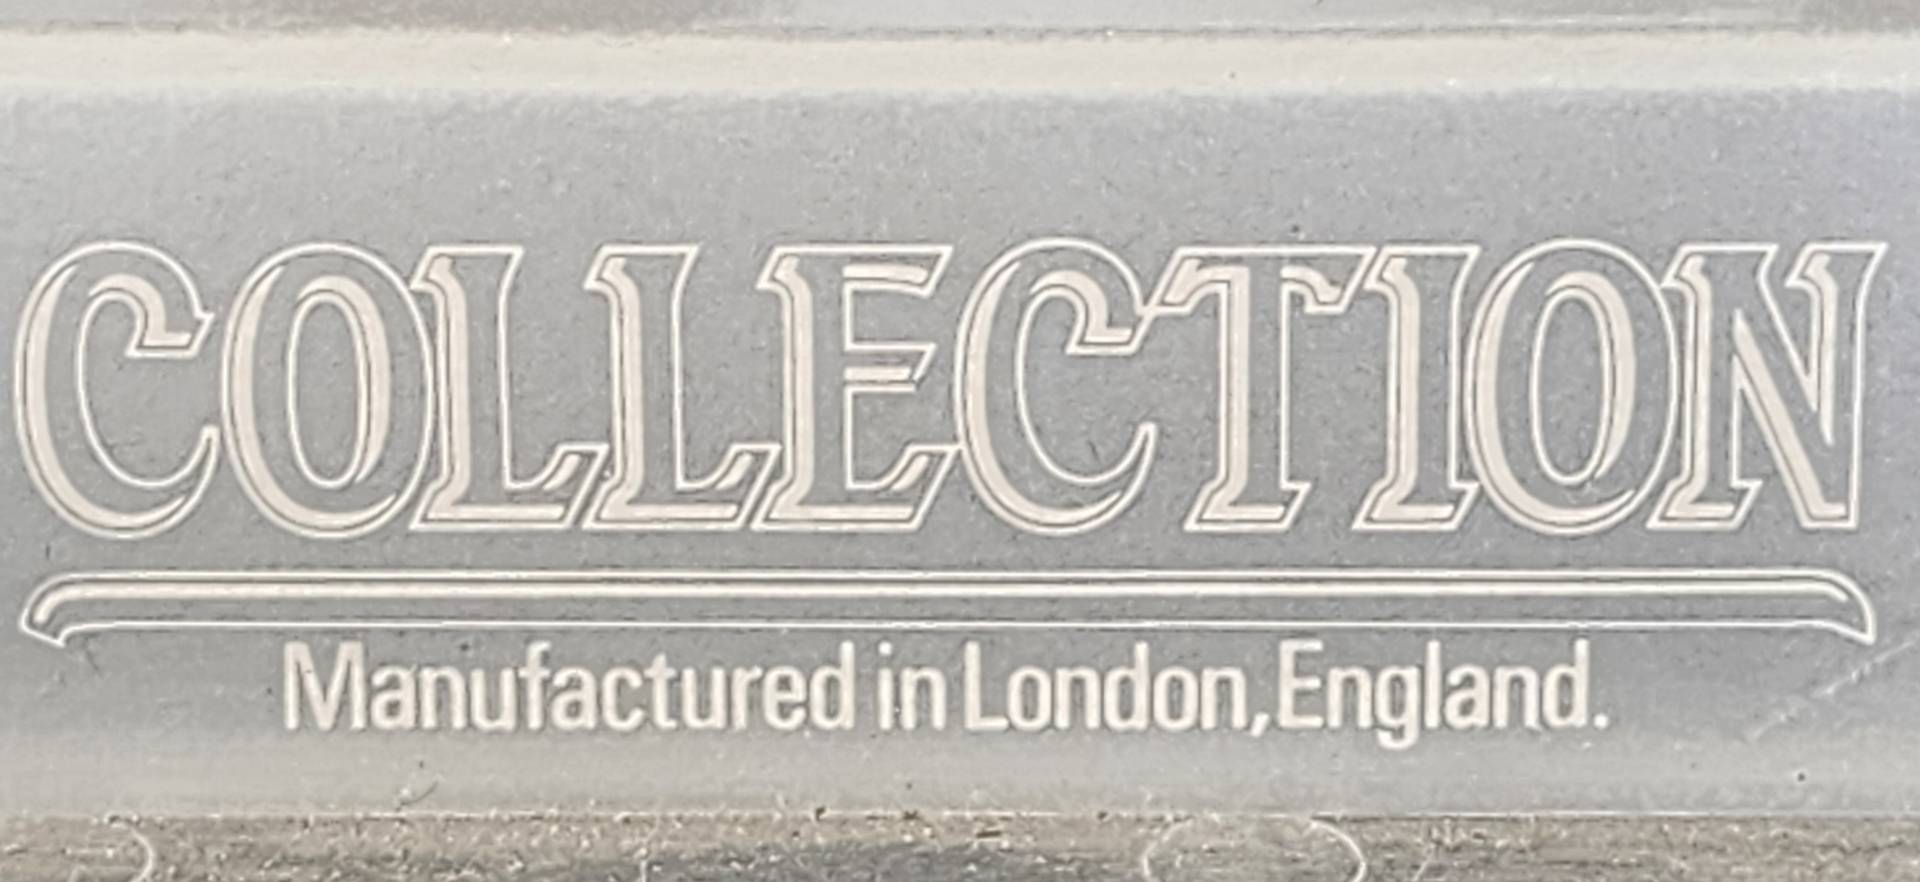 COLLECTION
Manufactured in London, England.